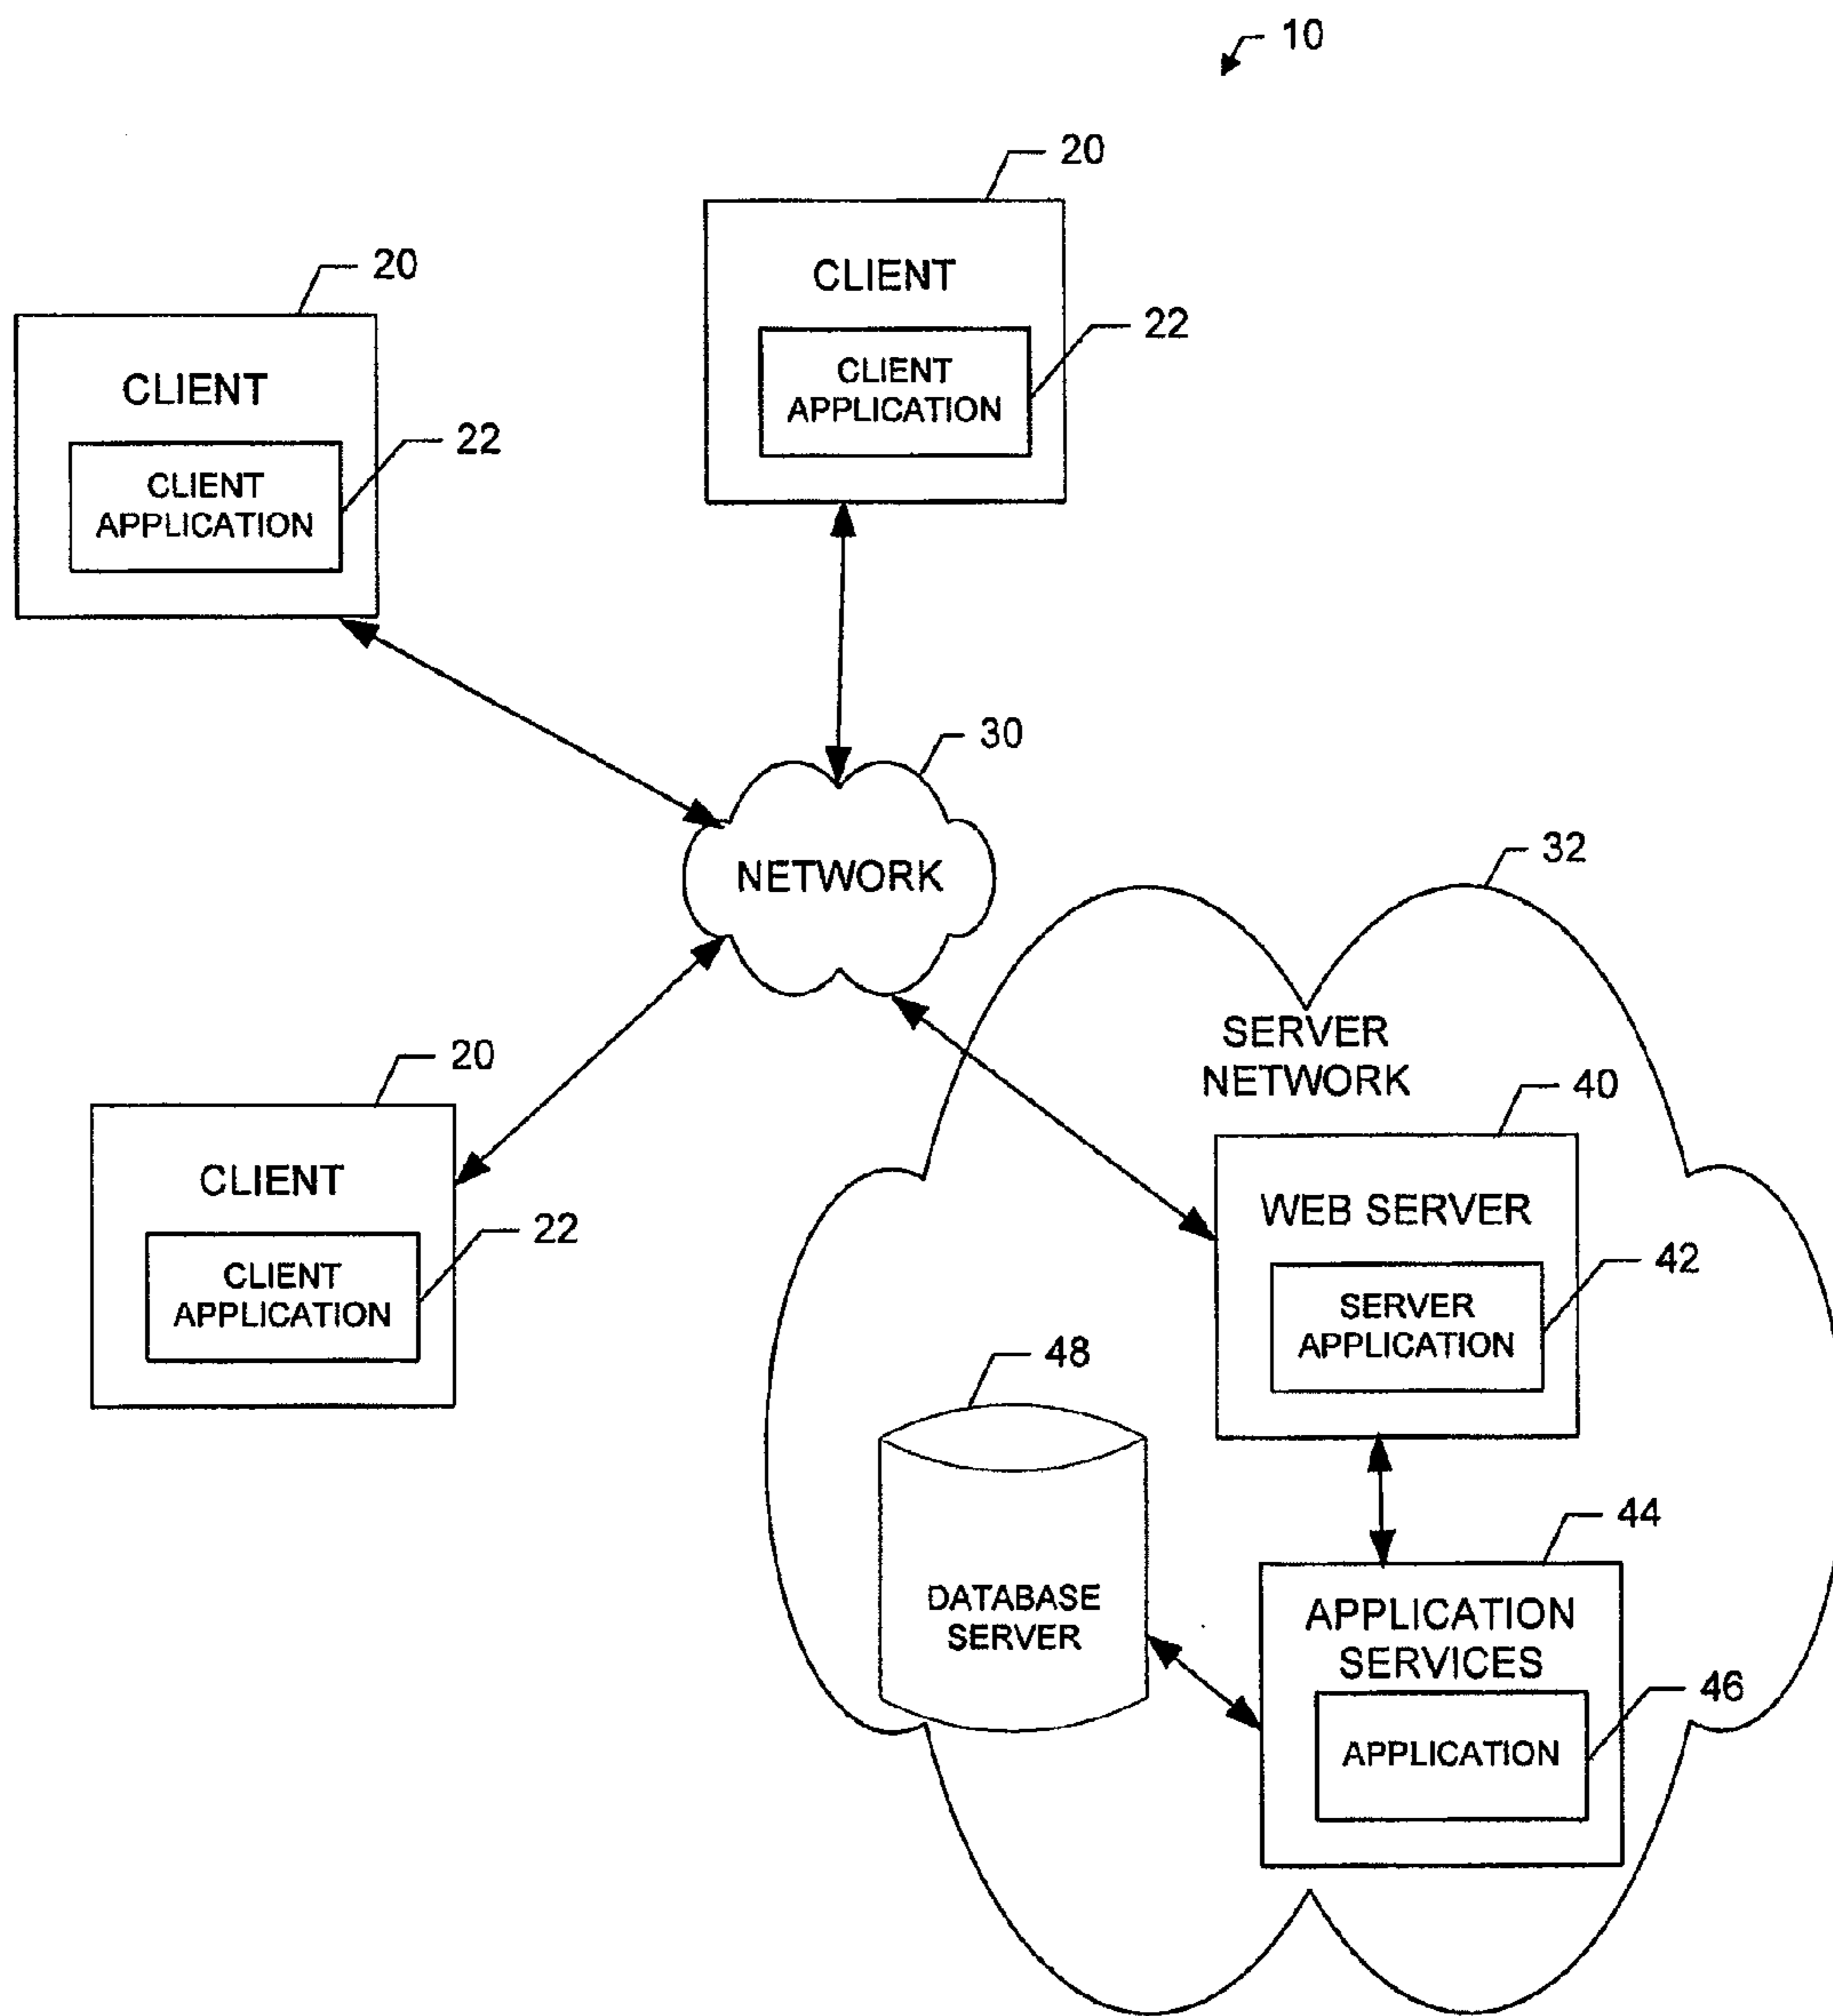 10
20
CLIENT
22
CLIENT
APPLICATION
20
CLIENT
22
CLIENT
APPLICATION
30
NETWORK
32
SERVER
NETWORK
20
CLIENT
22
CLIENT
APPLICATION
40
WEB SERVER
42
SERVER
APPLICATION
48
DATABASE
SERVER
44
APPLICATION
SERVICES
46
APPLICATION